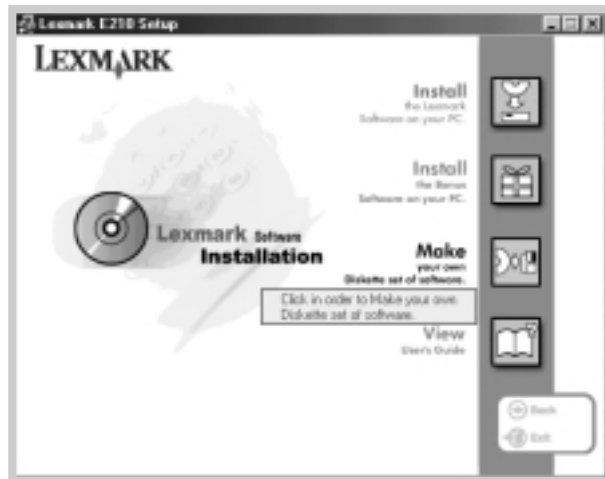 Lexmark E210 Setup
LEXMARK
Install
the Lexmark
Software on your PC.
Install
the Bonus
Software on your PC.
Lexmark Software
Installation
Make
your own
Diskette set of software.
Click in order to Make your own
Diskette set of software.
View
User's Guide
Back
Exit